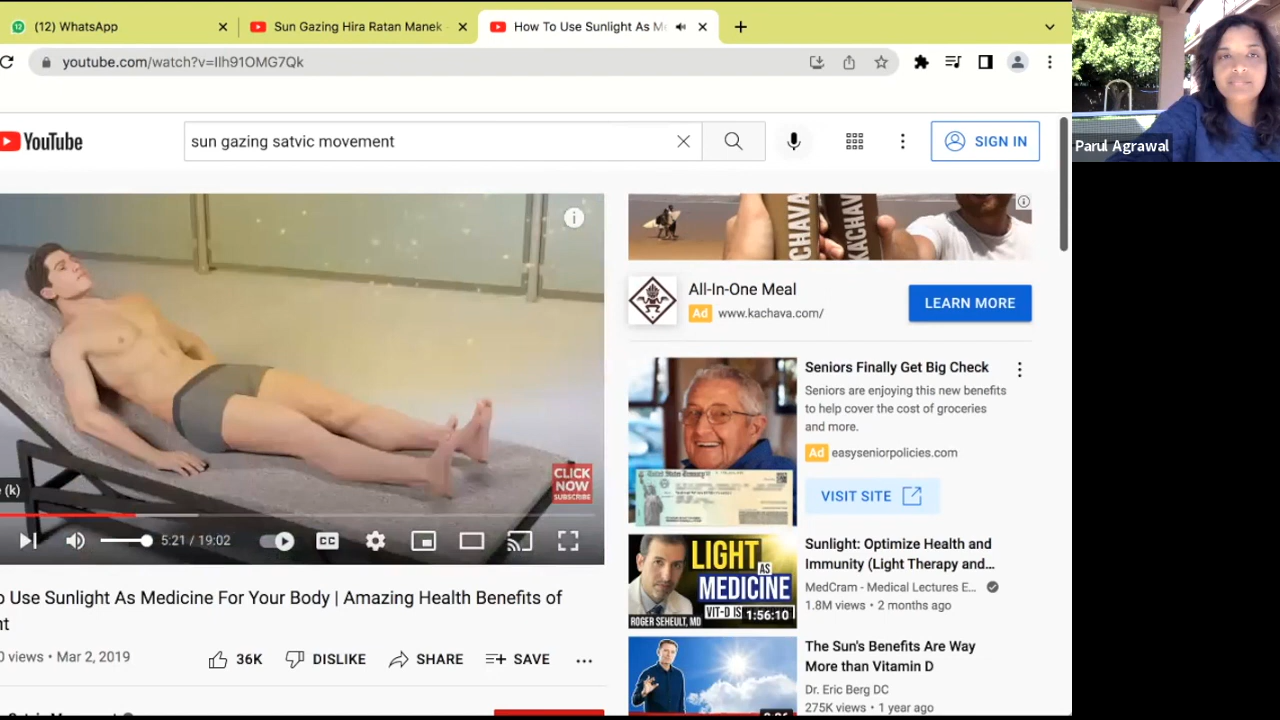 (12) WhatsApp
Sun Gazing Hira Ratan Manek
How To Use Sunlight As Me
youtube.com/watch?v=IIh91OMG7Qk
Parul Agrawal
YouTube
sun gazing satvic movement
SIGN IN
KACHAVA
All-In-One Meal
Ad www.kachava.com/
LEARN MORE
Seniors Finally Get Big Check
Seniors are enjoying this new benefits
to help cover the cost of groceries
and more.
Ad easyseniorpolicies.com
VISIT SITE
CLICK
NOW
SUBSCRIBE
(k)
5:21 / 19:02
CC
Use Sunlight As Medicine For Your Body | Amazing Health Benefits of
views • Mar 2, 2019
36K
DISLIKE
SHARE
SAVE
LIGHT
AS
MEDICINE
VIT-D IS
ROGER SEHEULT, MD
1:56:10
Sunlight: Optimize Health and
Immunity (Light Therapy and...
MedCram - Medical Lectures E...
1.8M views • 2 months ago
The Sun's Benefits Are Way
More than Vitamin D
Dr. Eric Berg DC
275K views • 1 year ago